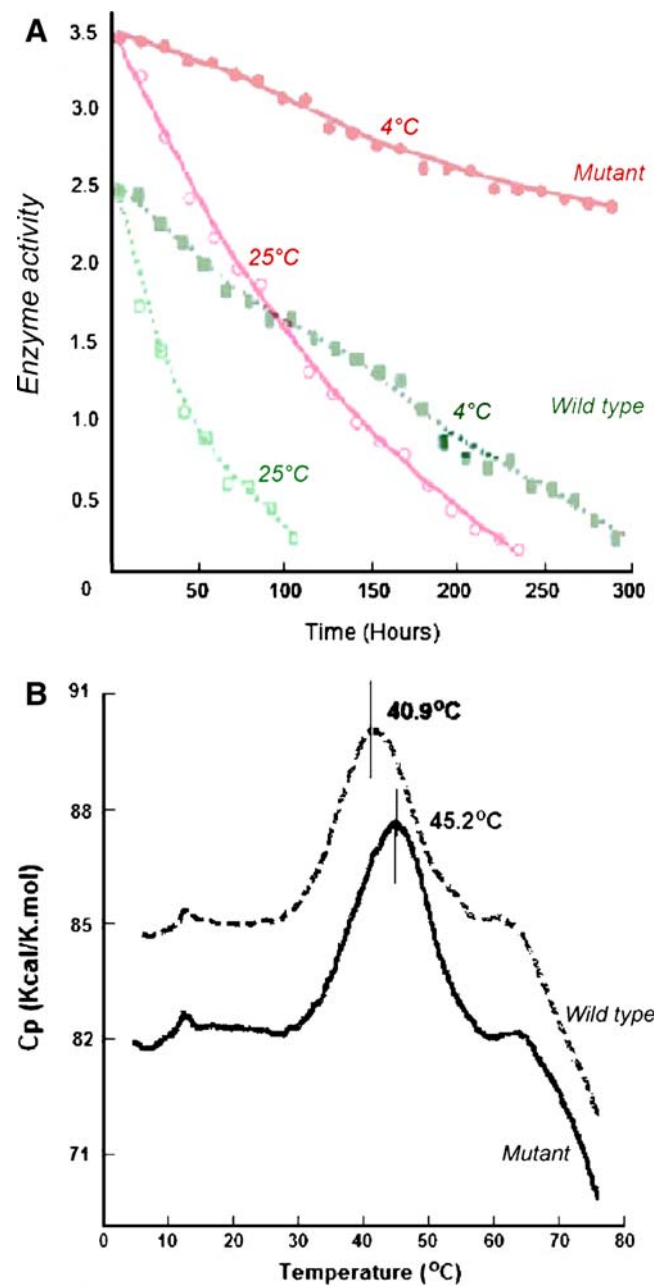 A
Enzyme activity
3.5
3.0
2.5
2.0
1.5
1.0
0.5
0
4°C
Mutant
25°C
4°C
Wild type
25°C
50
100
150
200
250
300
Time (Hours)
B
Cp (Kcal/K.mol)
91
88
85
82
71
40.9°C
45.2°C
Wild type
Mutant
0
10
20
30
40
50
60
70
80
Temperature (°C)